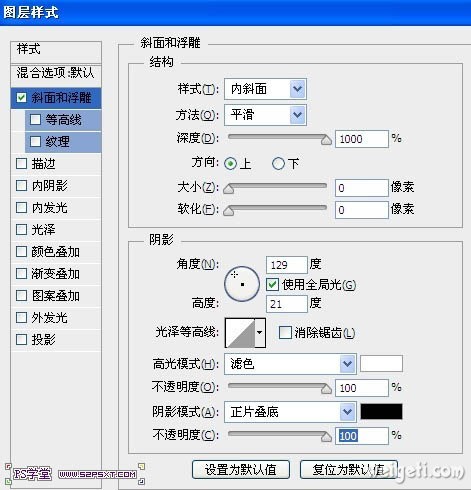 图层样式
样式
混合选项:默认
斜面和浮雕
等高线
纹理
描边
内阴影
内发光
光泽
颜色叠加
渐变叠加
图案叠加
外发光
投影
斜面和浮雕
结构
样式(T): 内斜面
方法(Q): 平滑
深度(D): 1000 %
方向: 上 下
大小(Z): 0 像素
软化(F): 0 像素
阴影
角度(N): 129 度
使用全局光(G)
高度: 21 度
光泽等高线: 消除锯齿(L)
高光模式(H): 滤色
不透明度(O): 100 %
阴影模式(A): 正片叠底
不透明度(C): 100 %
设置为默认值 复位为默认值
PS学堂 www.52psxt.com